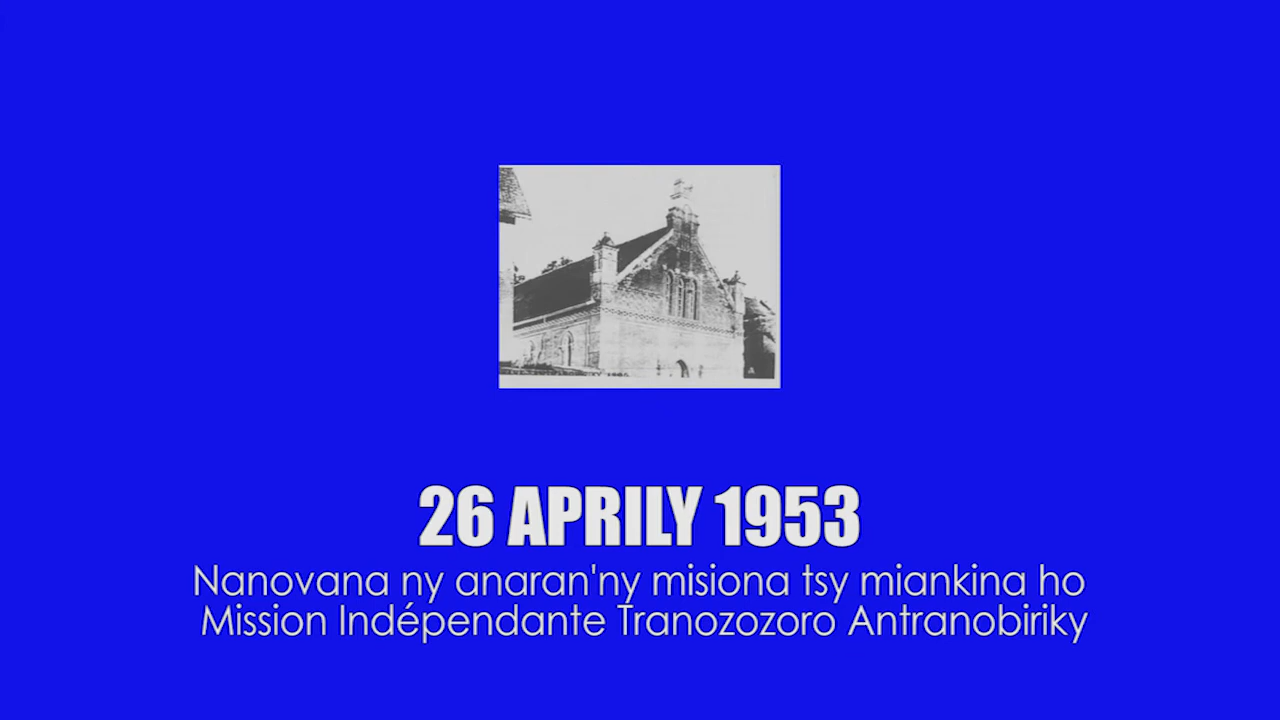 26 APRILY 1953
Nanovana ny anaran'ny misiona tsy miankina ho
Mission Indépendante Tranozozoro Antranobiriky